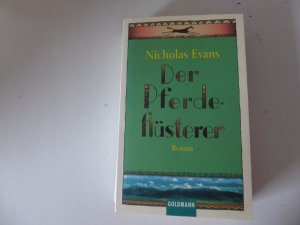 Nicholas Evans
Der
Pferde-
flüsterer
Roman
GOLDMANN